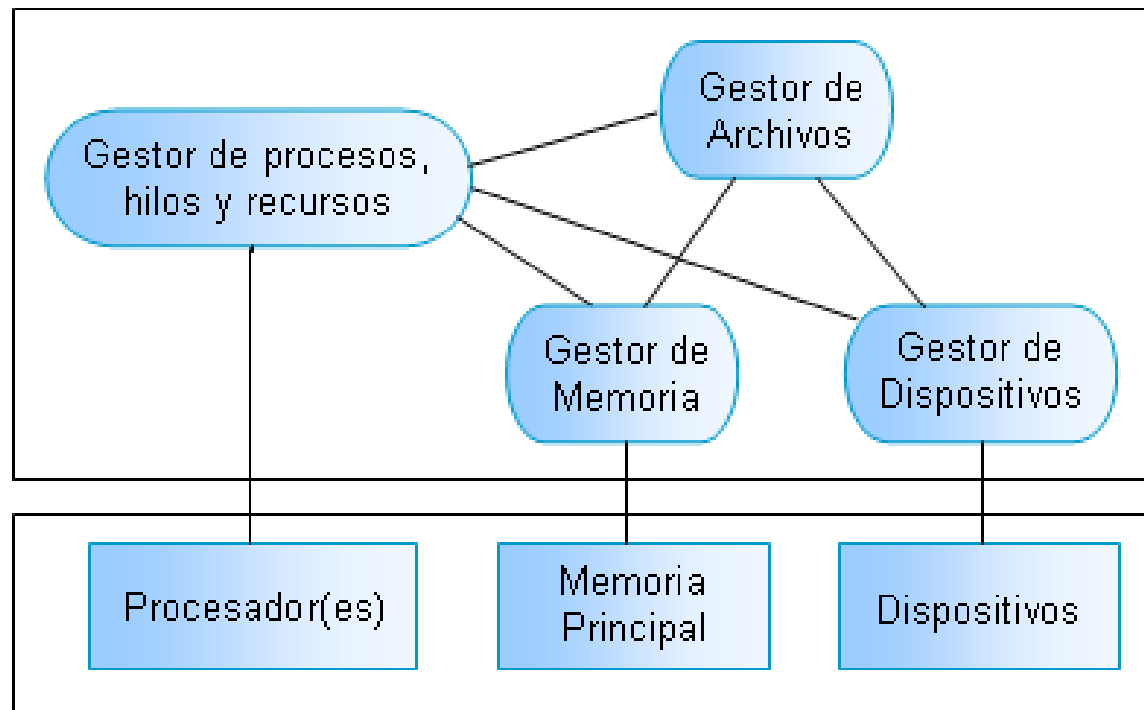 Gestor de
Archivos
Gestor de procesos,
hilos y recursos
Gestor de
Memoria
Gestor de
Dispositivos
Procesador(es)
Memoria
Principal
Dispositivos